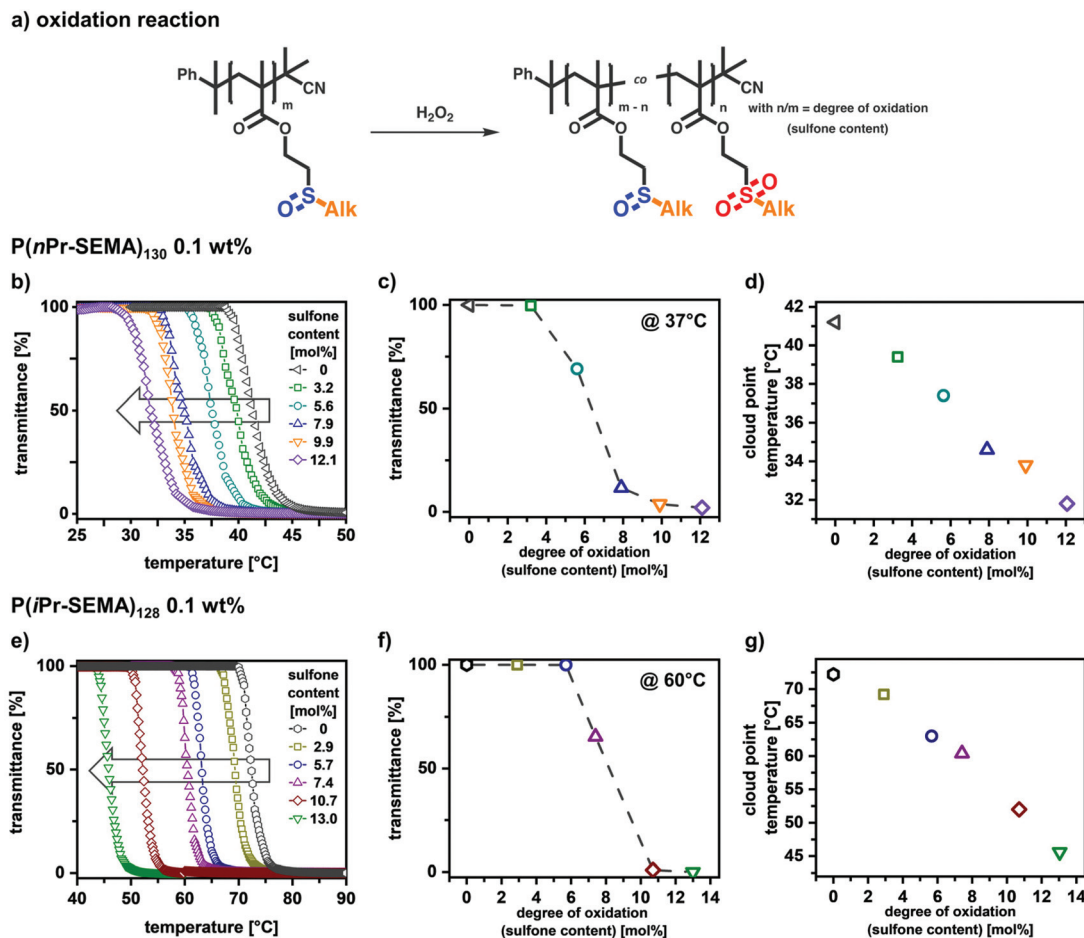 a) oxidation reaction
Ph
m
CN
O
O
S
O
Alk
H2O2
Ph
m - n
co
n
CN
O
O
O
O
S
O
Alk
O
O
S
Alk
with n/m = degree of oxidation
(sulfone content)
P(nPr-SEMA)130 0.1 wt%
b)
transmittance [%]
100
50
0
25 30 35 40 45 50
temperature [°C]
sulfone
content
[mol%]
0
3.2
5.6
7.9
9.9
12.1
c)
transmittance [%]
100
50
0
@ 37°C
0 2 4 6 8 10 12
degree of oxidation
(sulfone content) [mol%]
d)
cloud point
temperature [°C]
42
40
38
36
34
32
0 2 4 6 8 10 12
degree of oxidation
(sulfone content) [mol%]
P(iPr-SEMA)128 0.1 wt%
e)
transmittance [%]
100
50
0
40 50 60 70 80 90
temperature [°C]
sulfone
content
[mol%]
0
2.9
5.7
7.4
10.7
13.0
f)
transmittance [%]
100
50
0
@ 60°C
0 2 4 6 8 10 12 14
degree of oxidation
(sulfone content) [mol%]
g)
cloud point
temperature [°C]
70
65
60
55
50
45
0 2 4 6 8 10 12 14
degree of oxidation
(sulfone content) [mol%]